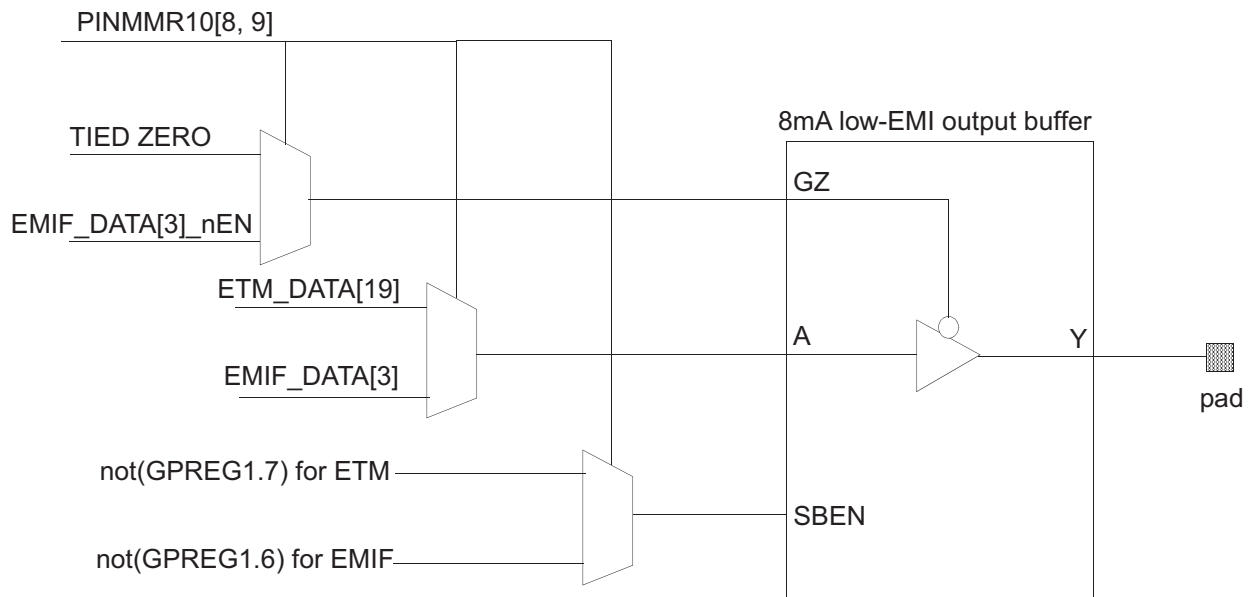 PINMMR10[8, 9]
8mA low-EMI output buffer
TIED ZERO
GZ
EMIF_DATA[3]_nEN
ETM_DATA[19]
A
Y
EMIF_DATA[3]
pad
not(GPREG1.7) for ETM
SBEN
not(GPREG1.6) for EMIF